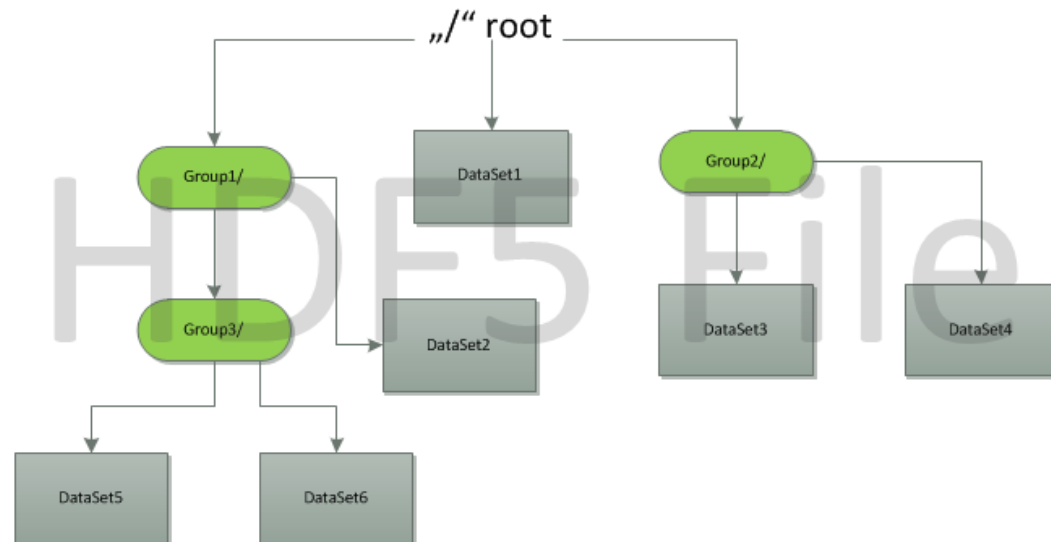 „/“ root
Group1/
DataSet1
Group2/
HDF5 File
Group3/
DataSet2
DataSet3
DataSet4
DataSet5
DataSet6